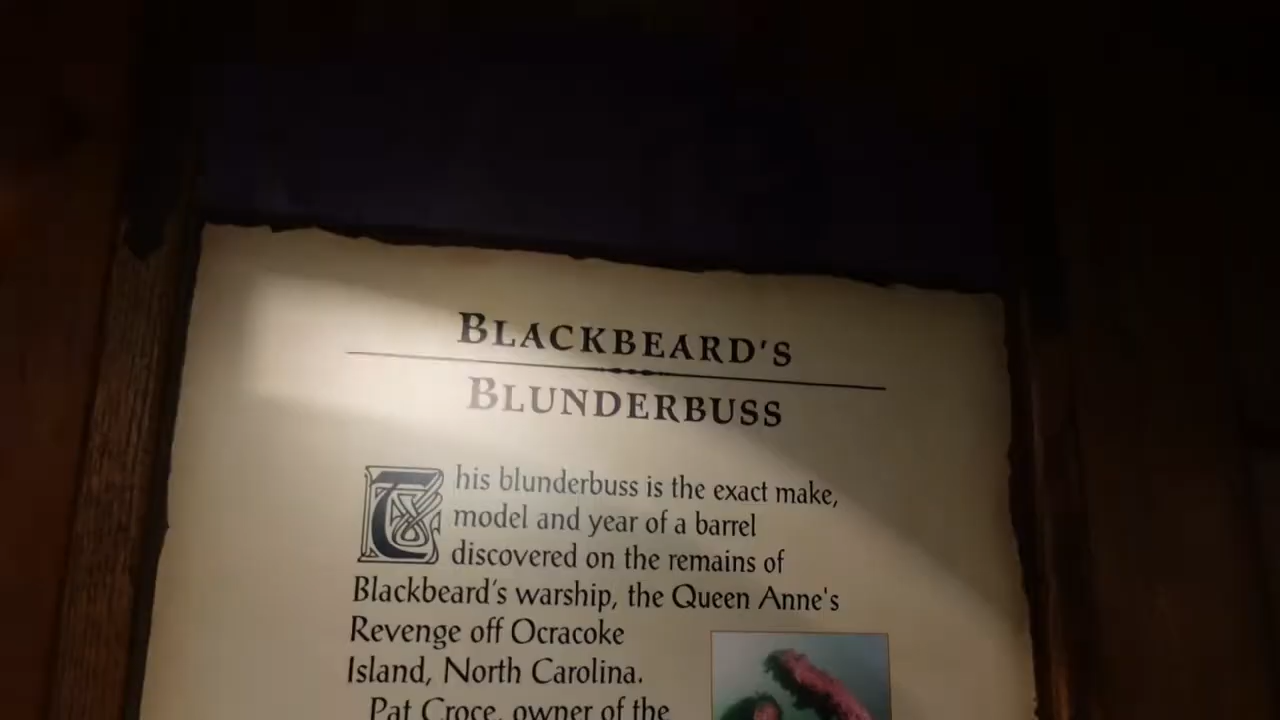 BLACKBEARD'S
BLUNDERBUSS
This blunderbuss is the exact make,
model and year of a barrel
discovered on the remains of
Blackbeard's warship, the Queen Anne's
Revenge off Ocracoke
Island, North Carolina.
Pat Croce, owner of the